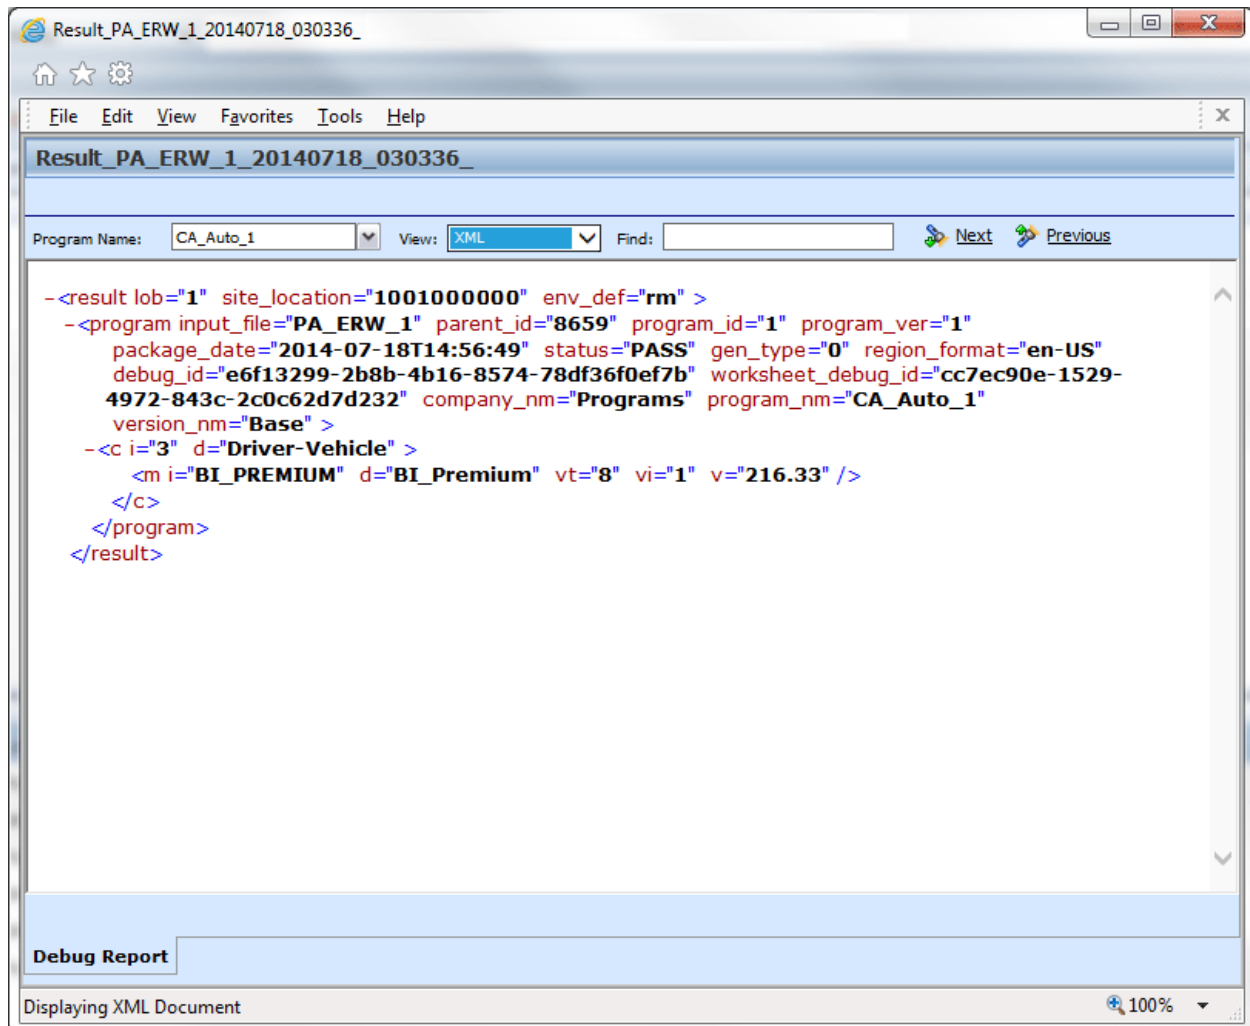 Result_PA_ERW_1_20140718_030336_
File Edit View Favorites Tools Help
Result_PA_ERW_1_20140718_030336_
Program Name: CA_Auto_1 View: XML Find: Next Previous
-<result lob="1" site_location="1001000000" env_def="rm" >
-<program input_file="PA_ERW_1" parent_id="8659" program_id="1" program_ver="1"
package_date="2014-07-18T14:56:49" status="PASS" gen_type="0" region_format="en-US"
debug_id="e6f13299-2b8b-4b16-8574-78df36f0ef7b" worksheet_debug_id="cc7ec90e-1529-
4972-843c-2c0c62d7d232" company_nm="Programs" program_nm="CA_Auto_1"
version_nm="Base" >
-<c i="3" d="Driver-Vehicle" >
<m i="BI_PREMIUM" d="BI_Premium" vt="8" vi="1" v="216.33" />
</c>
</program>
</result>
Debug Report
Displaying XML Document 100%